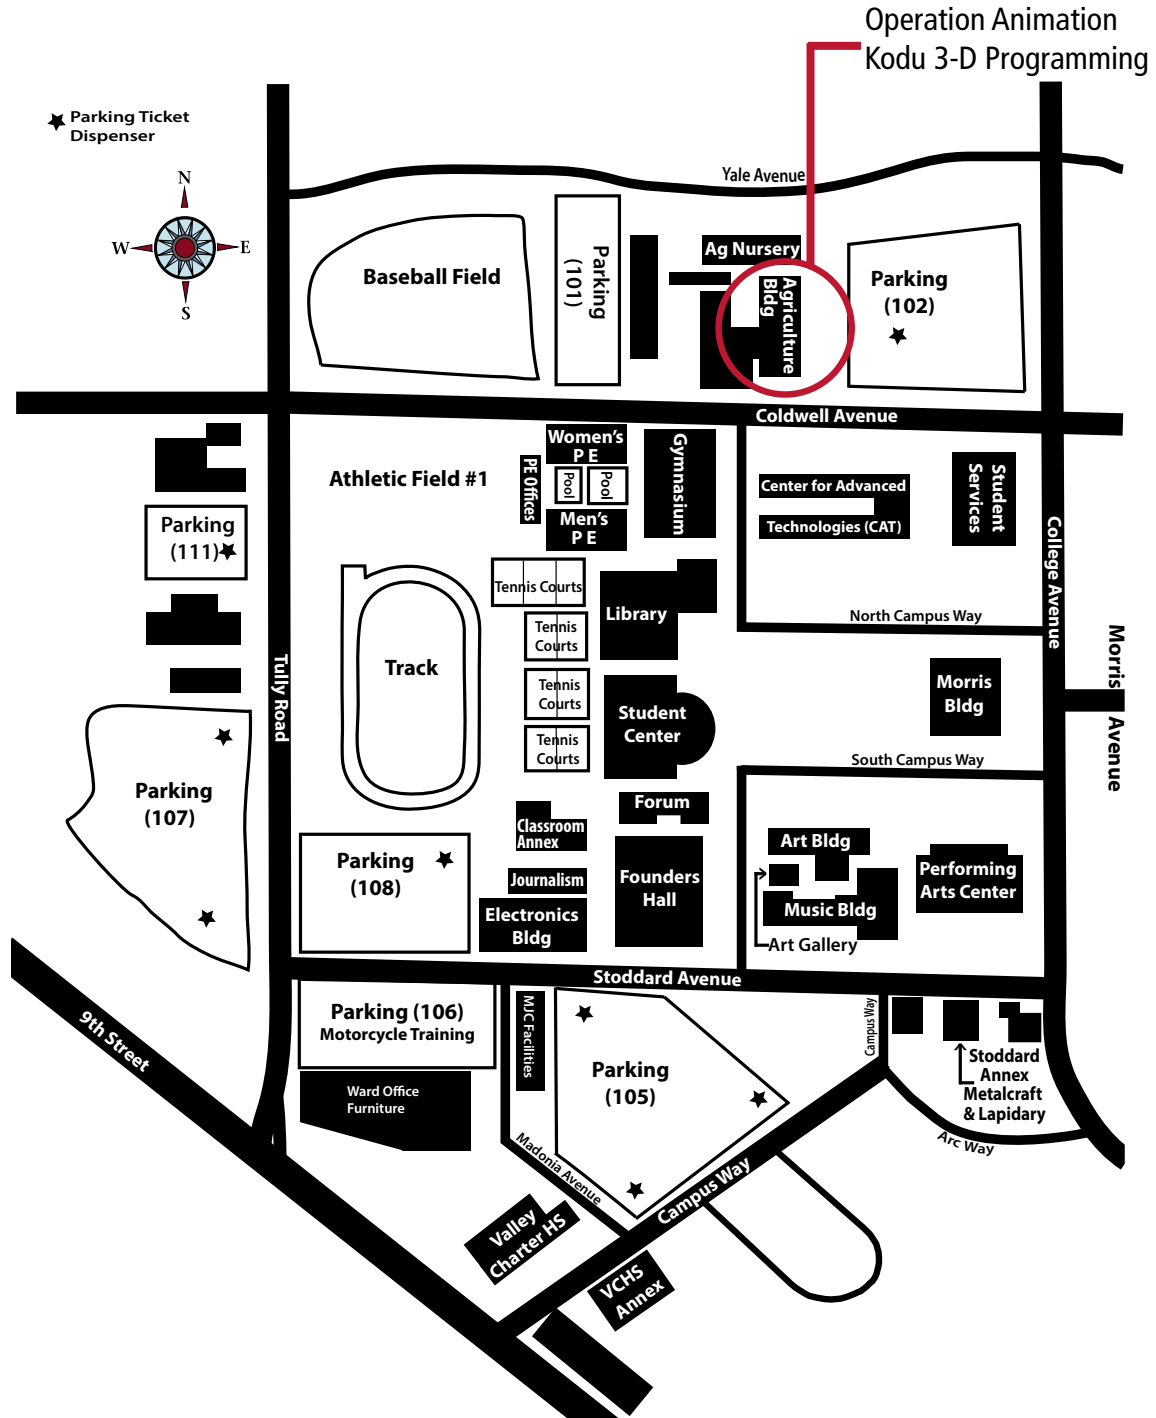 Operation Animation
Kodu 3-D Programming
Parking Ticket
Dispenser
N
W
E
S
Yale Avenue
Baseball Field
Parking
(101)
Ag Nursery
Agriculture
Bldg
Parking
(102)
Coldwell Avenue
Women's
P E
Gymnasium
Athletic Field #1
PE Offices
Pool
Pool
Men's
P E
Center for Advanced
Technologies (CAT)
Student
Services
College Avenue
Parking
(111)
Tennis Courts
Library
North Campus Way
Tennis
Courts
Track
Tully Road
Morris
Avenue
Tennis
Courts
Student
Center
Morris
Bldg
Tennis
Courts
South Campus Way
Parking
(107)
Forum
Classroom
Annex
Art Bldg
Parking
(108)
Journalism
Founders
Hall
Performing
Arts Center
Electronics
Bldg
Music Bldg
Art Gallery
Stoddard Avenue
Parking (106)
Motorcycle Training
MJC Facilities
Campus Way
9th Street
Parking
(105)
Stoddard
Annex
Metalcraft
& Lapidary
Ward Office
Furniture
Arc Way
Madonia Avenue
Campus Way
Valley
Charter HS
VCHS
Annex